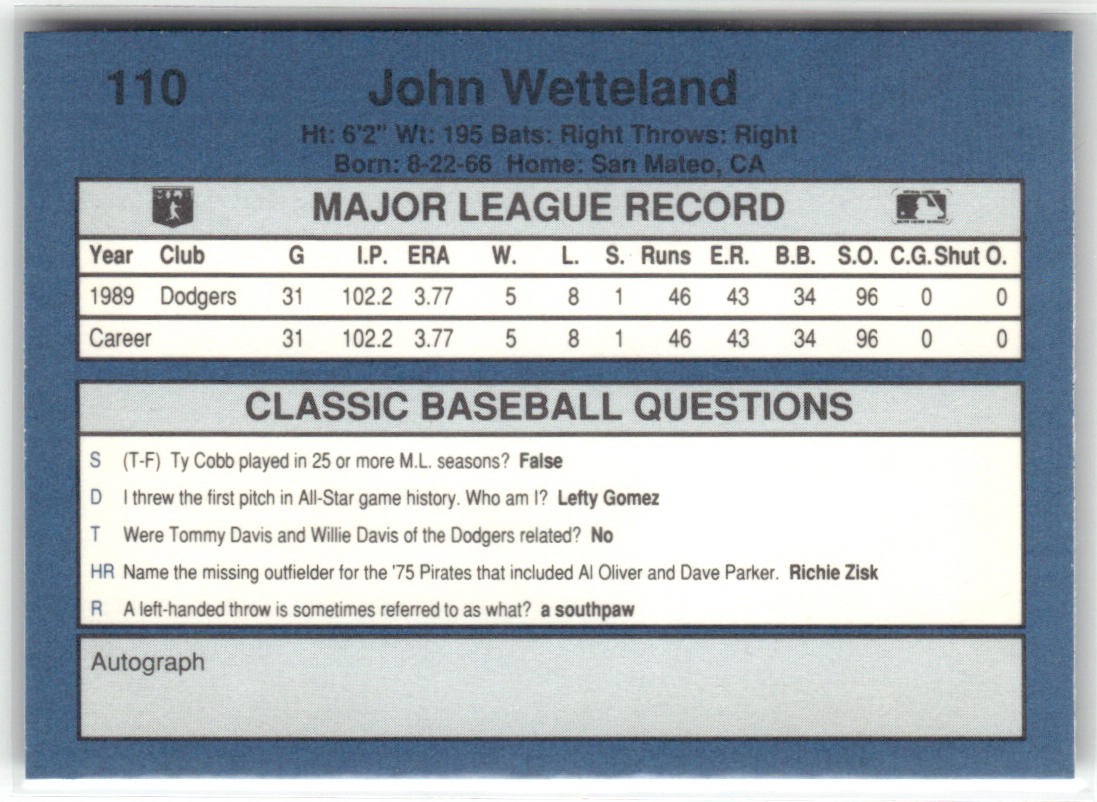 110 John Wetteland
Ht: 6'2" Wt: 195 Bats: Right Throws: Right
Born: 8-22-66 Home: San Mateo, CA
MAJOR LEAGUE RECORD
Year Club G I.P. ERA W. L. S. Runs E.R. B.B. S.O. C.G. Shut O.
1989 Dodgers 31 102.2 3.77 5 8 1 46 43 34 96 0 0
Career 31 102.2 3.77 5 8 1 46 43 34 96 0 0
CLASSIC BASEBALL QUESTIONS
S (T-F) Ty Cobb played in 25 or more M.L. seasons? False
D I threw the first pitch in All-Star game history. Who am I? Lefty Gomez
T Were Tommy Davis and Willie Davis of the Dodgers related? No
HR Name the missing outfielder for the '75 Pirates that included Al Oliver and Dave Parker. Richie Zisk
R A left-handed throw is sometimes referred to as what? a southpaw
Autograph